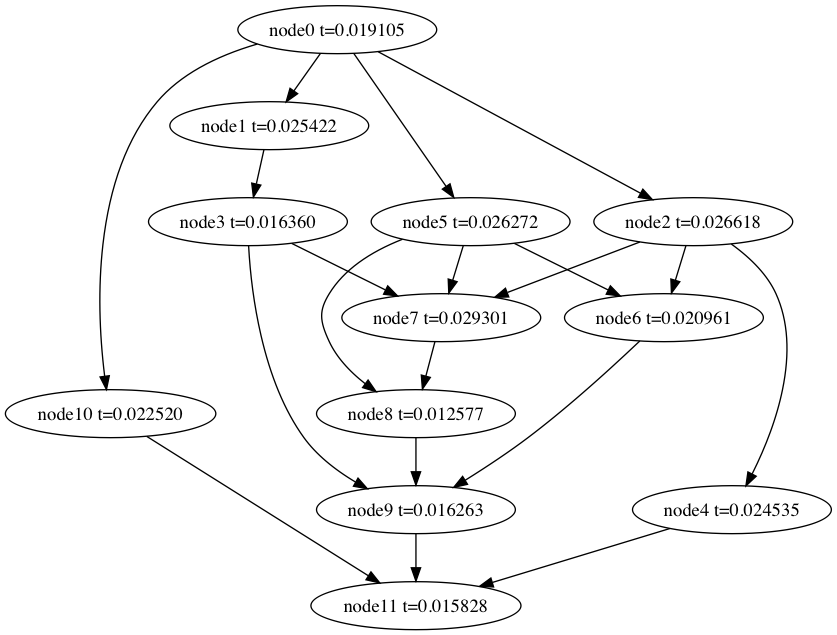 node0 t=0.019105
node1 t=0.025422
node3 t=0.016360
node5 t=0.026272
node2 t=0.026618
node7 t=0.029301
node6 t=0.020961
node10 t=0.022520
node8 t=0.012577
node9 t=0.016263
node4 t=0.024535
node11 t=0.015828